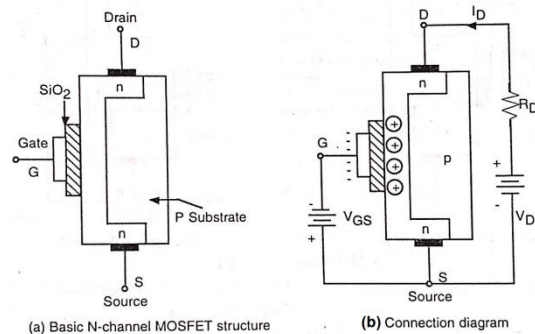 Drain
D
n
SiO2
Gate
G
P Substrate
n
S
Source
(a) Basic N-channel MOSFET structure
D
ID
n
RD
G
- - - -
+
+
+
+
- - - -
p
+
-
VGS
+
-
VD
n
S
Source
(b) Connection diagram